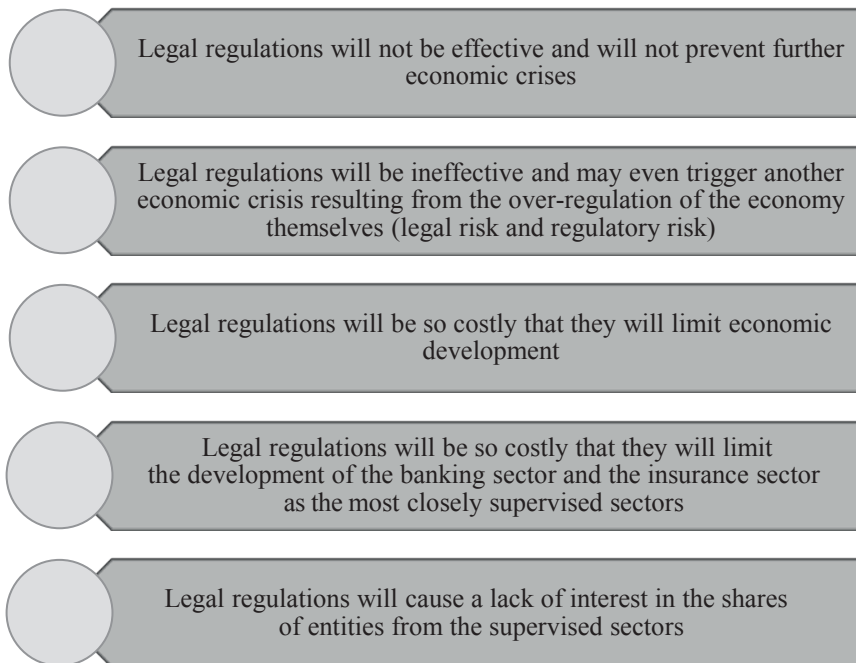 Legal regulations will not be effective and will not prevent further
economic crises
Legal regulations will be ineffective and may even trigger another
economic crisis resulting from the over-regulation of the economy
themselves (legal risk and regulatory risk)
Legal regulations will be so costly that they will limit economic
development
Legal regulations will be so costly that they will limit
the development of the banking sector and the insurance sector
as the most closely supervised sectors
Legal regulations will cause a lack of interest in the shares
of entities from the supervised sectors